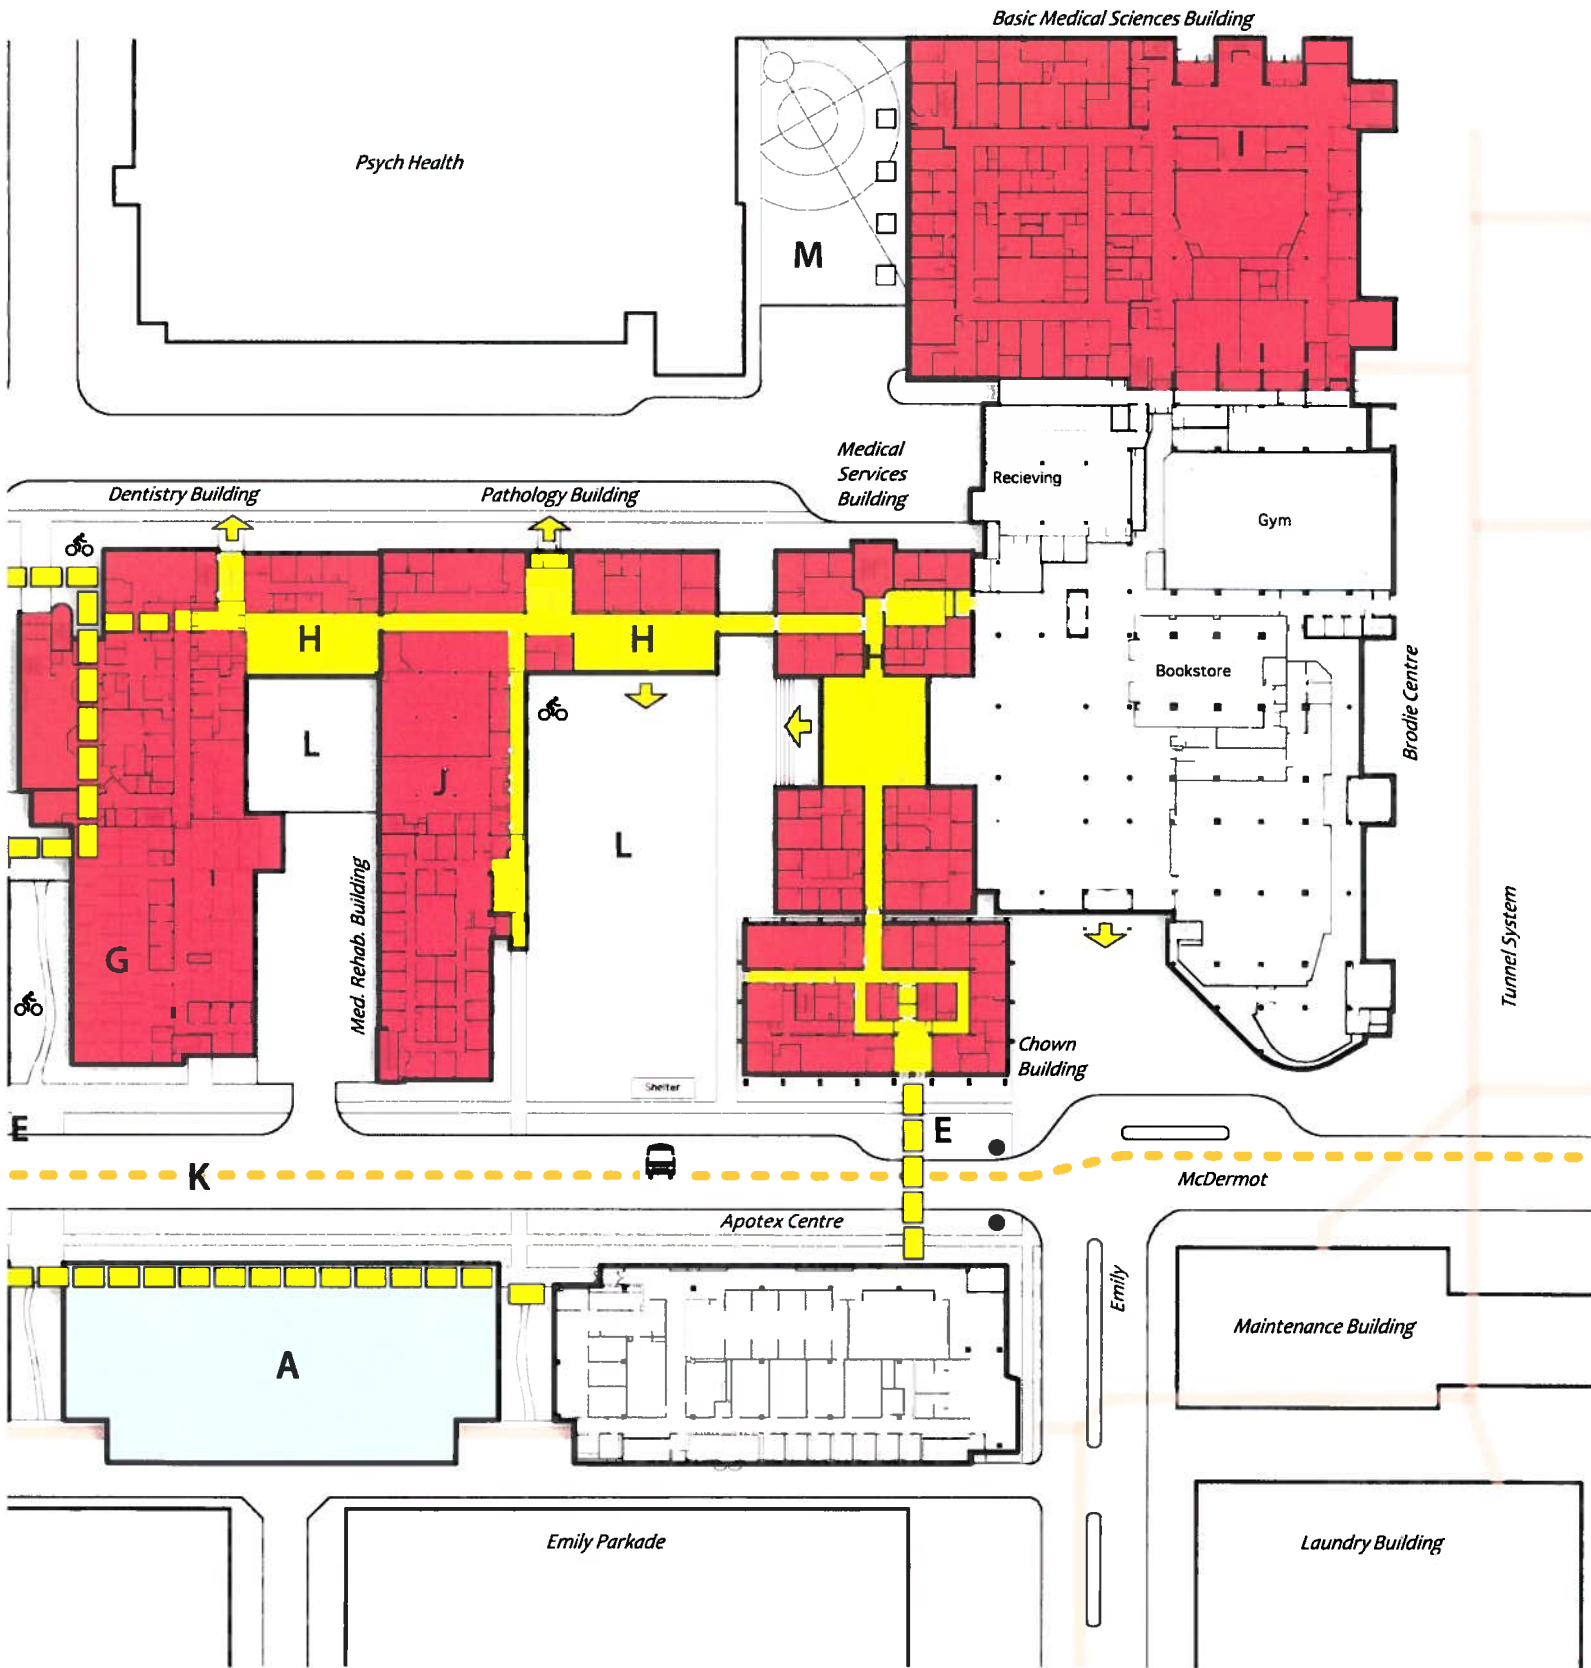 Basic Medical Sciences Building
Psych Health
I
M
Medical
Services
Building
Recieving
Dentistry Building
Pathology Building
Gym
H
H
Bookstore
Brodie Centre
L
J
L
Med. Rehab. Building
I
G
Tunnel System
Chown
Building
Shelter
E
E
K
McDermot
Apotex Centre
Emily
Maintenance Building
A
Emily Parkade
Laundry Building